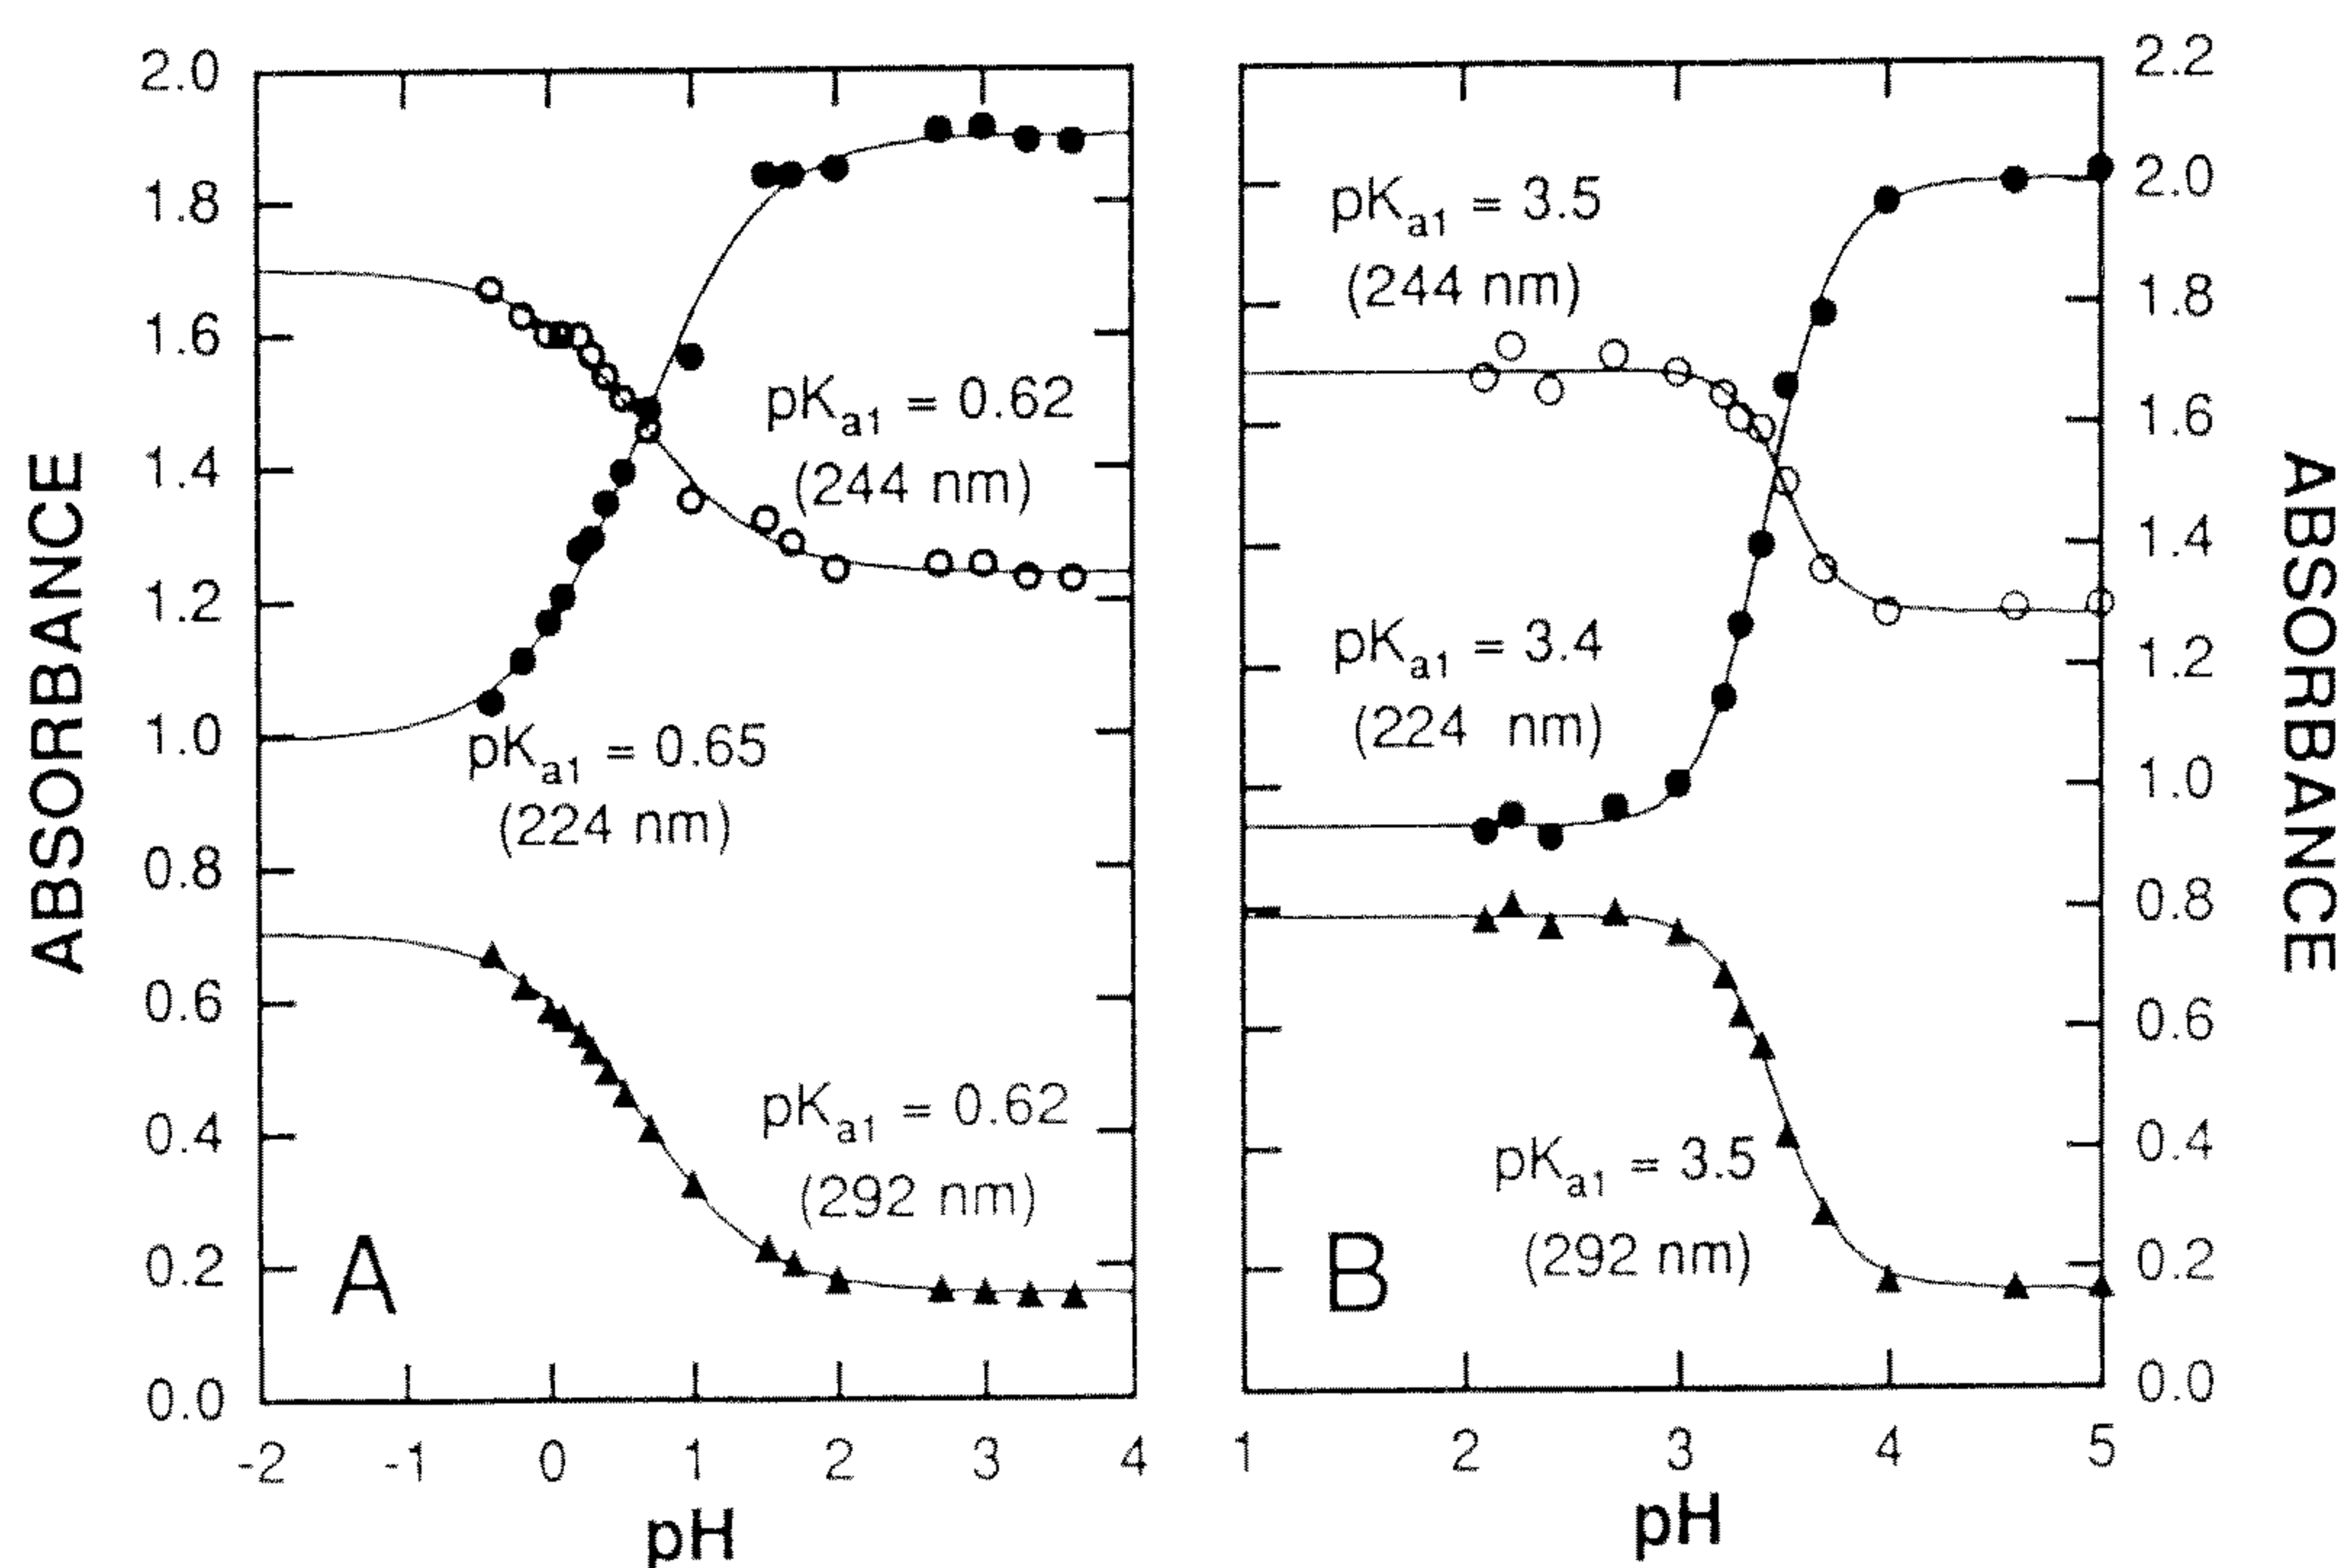 2.0
1.8
1.6
1.4
1.2
1.0
0.8
0.6
0.4
0.2
0.0
ABSORBANCE
pKa1 = 0.62
(244 nm)
pKa1 = 0.65
(224 nm)
pKa1 = 0.62
(292 nm)
A
-2 -1 0 1 2 3 4
pH
pKa1 = 3.5
(244 nm)
pKa1 = 3.4
(224 nm)
pKa1 = 3.5
(292 nm)
B
1 2 3 4 5
pH
2.2
2.0
1.8
1.6
1.4
1.2
1.0
0.8
0.6
0.4
0.2
0.0
ABSORBANCE